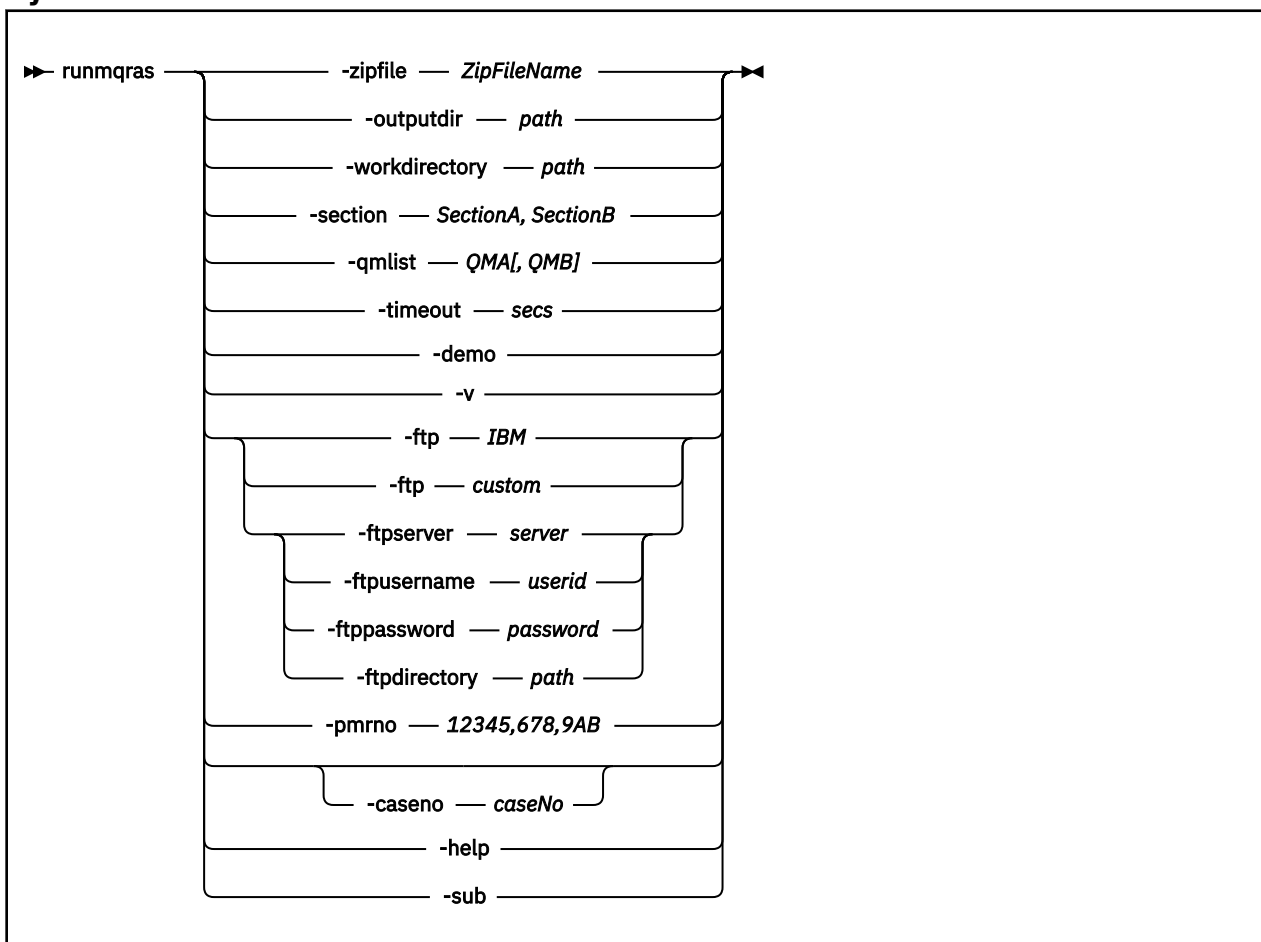 runmqras -zipfile ZipFileName
-outputdir path
-workdirectory path
-section SectionA, SectionB
-qmlist QMA[, QMB]
-timeout secs
-demo
-v
-ftp IBM
-ftp custom
-ftpserver server
-ftpusername userid
-ftppassword password
-ftpdirectory path
-pmrno 12345,678,9AB
-caseno caseNo
-help
-sub